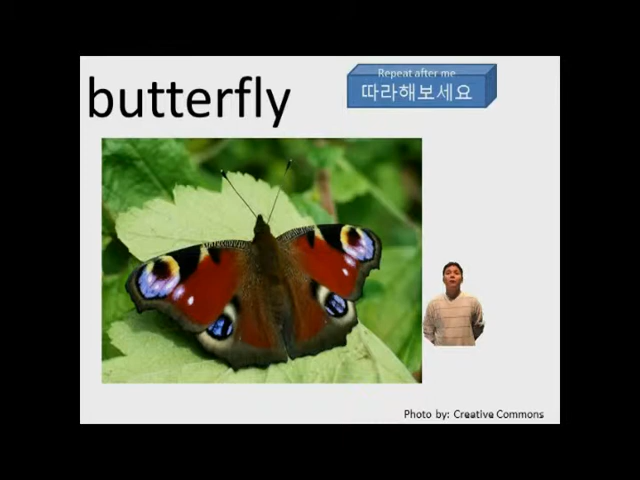 butterfly
Repeat after me
따라해보세요
Photo by: Creative Commons